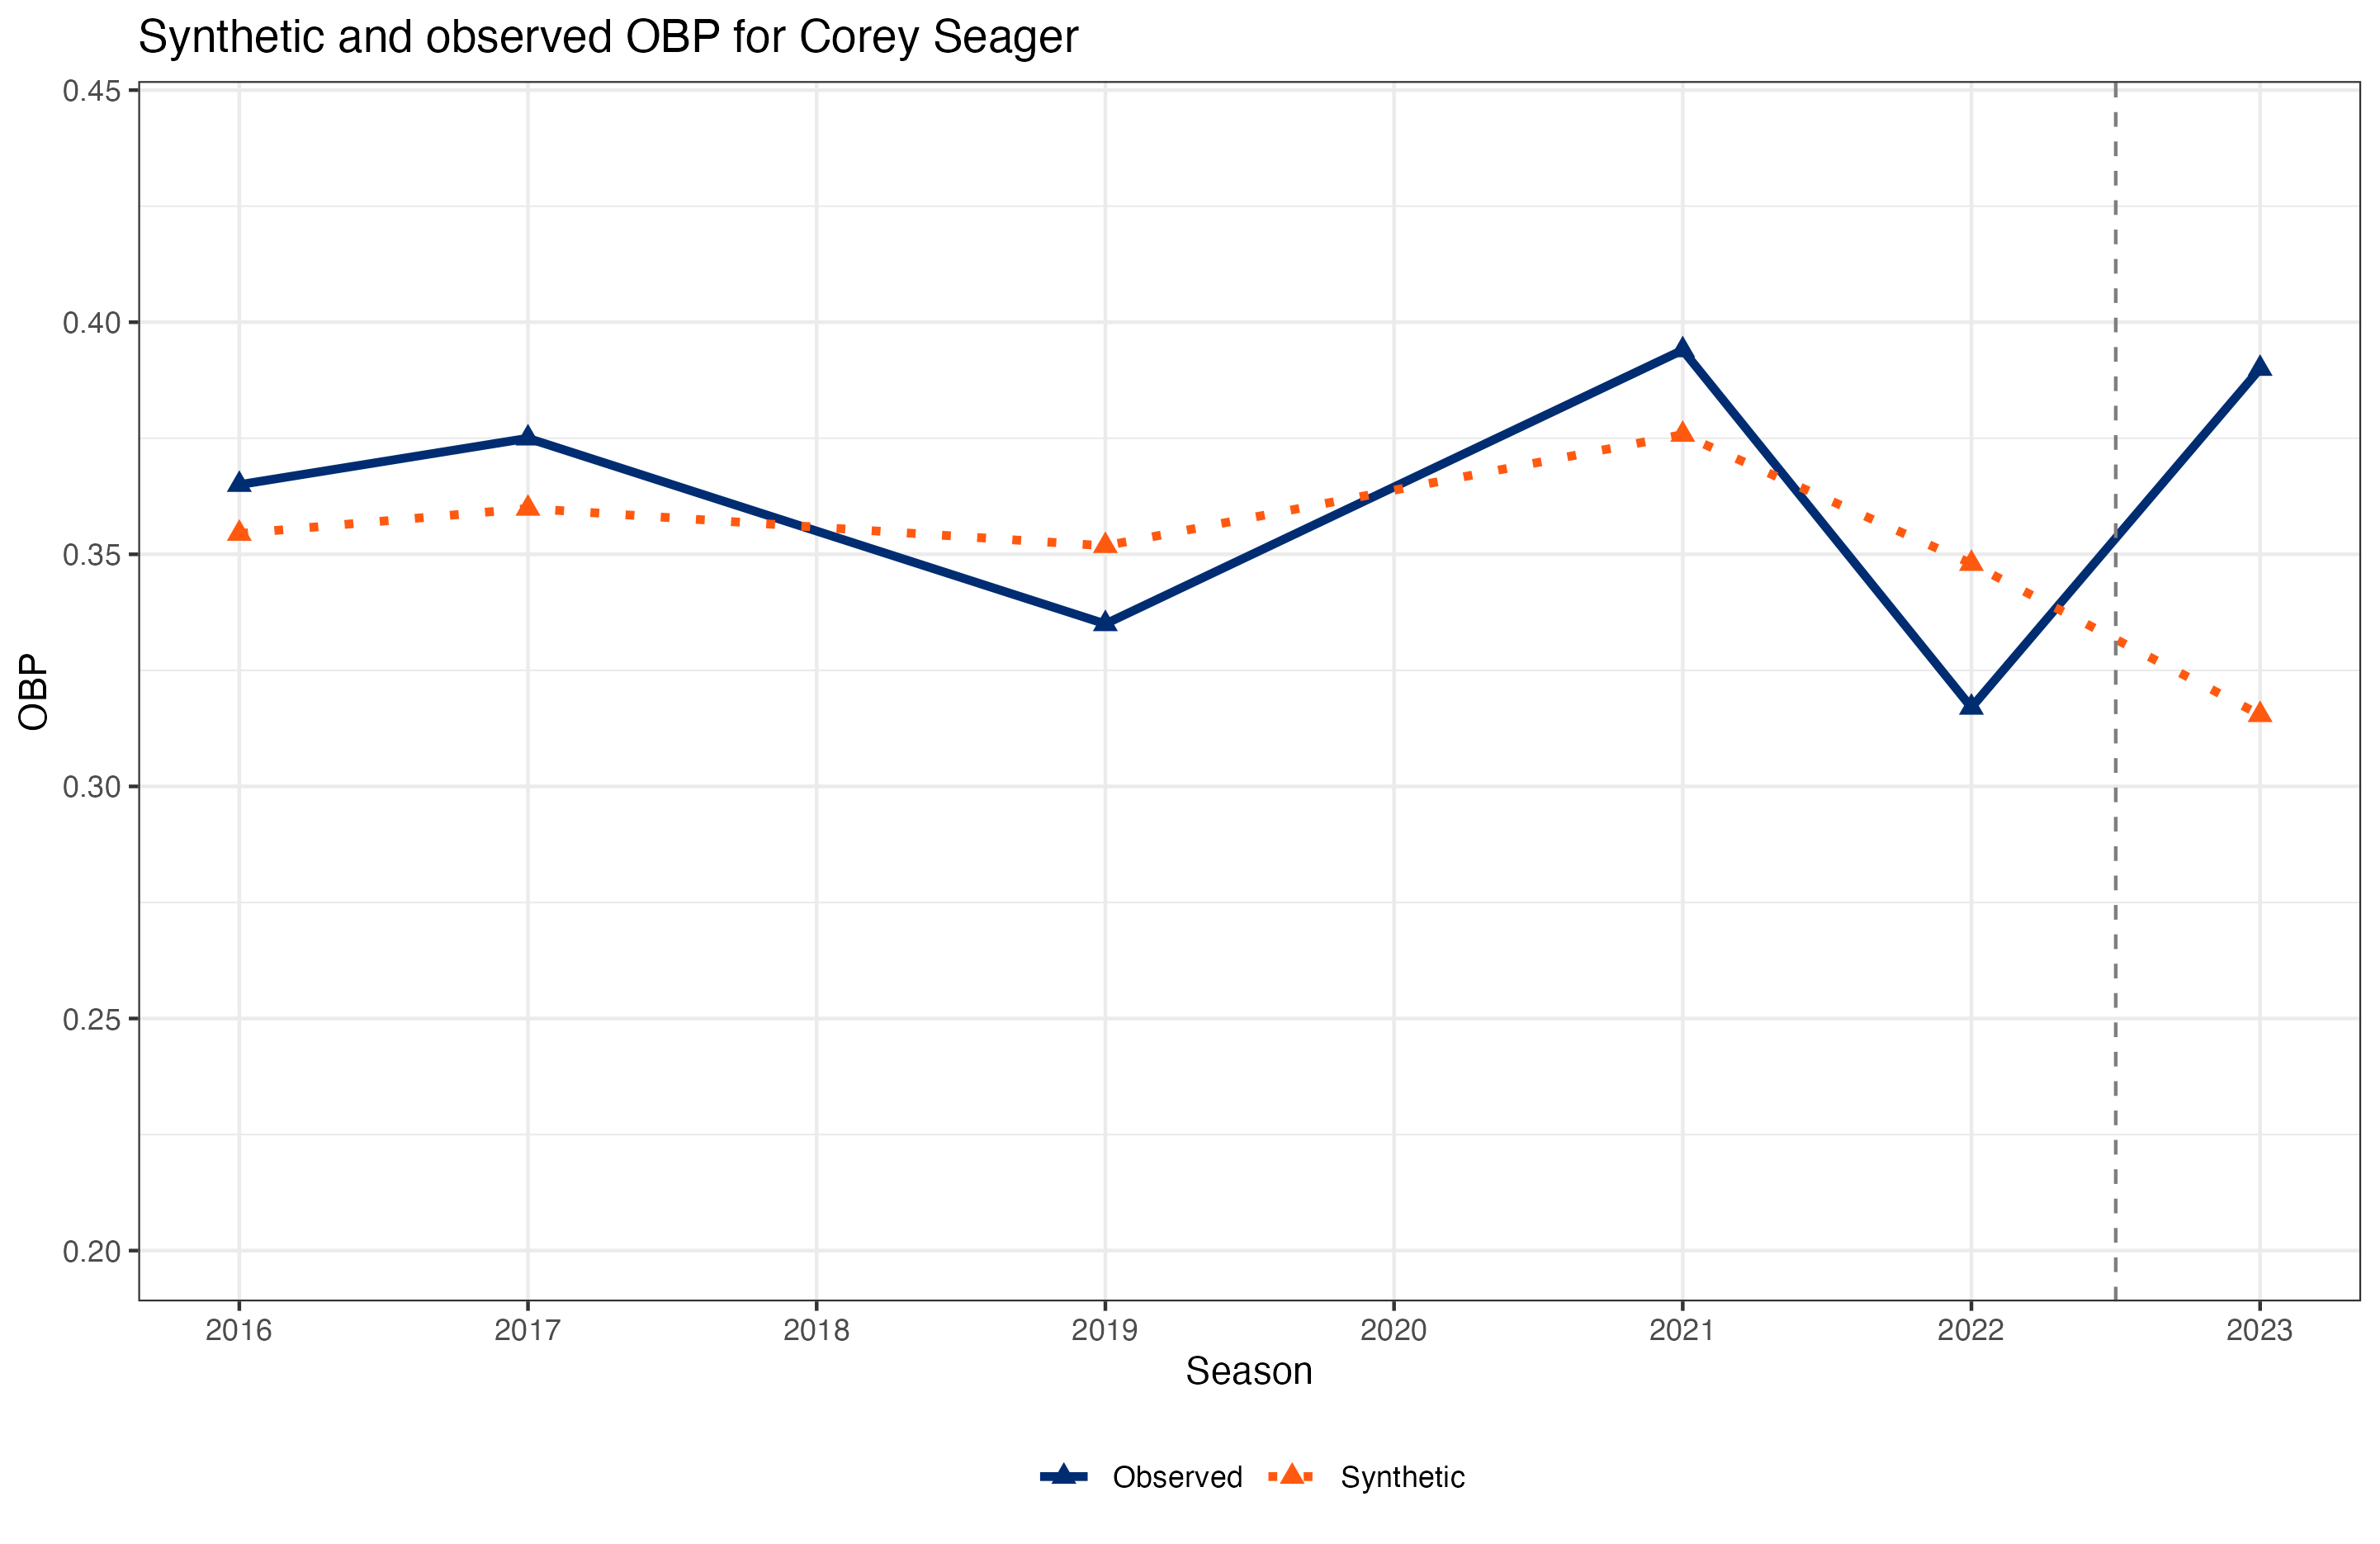 Synthetic and observed OBP for Corey Seager
0.45
0.40
0.35
0.30
0.25
0.20
OBP
2016 2017 2018 2019 2020 2021 2022 2023
Season
Observed Synthetic